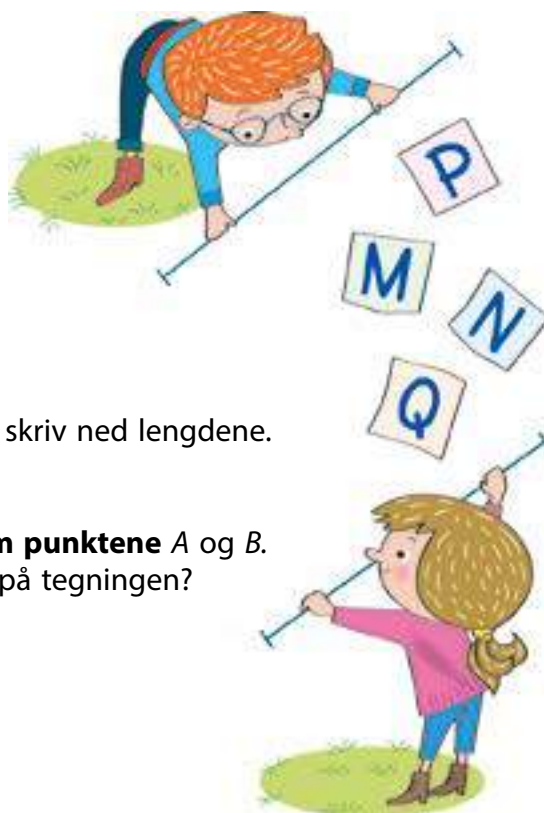 P
M
N
Q
skriv ned lengdene.
m punktene A og B.
på tegningen?